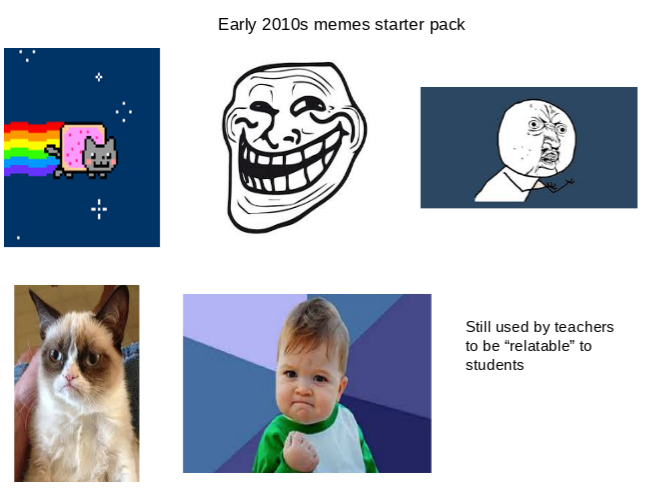 Early 2010s memes starter pack
Still used by teachers
to be “relatable” to
students